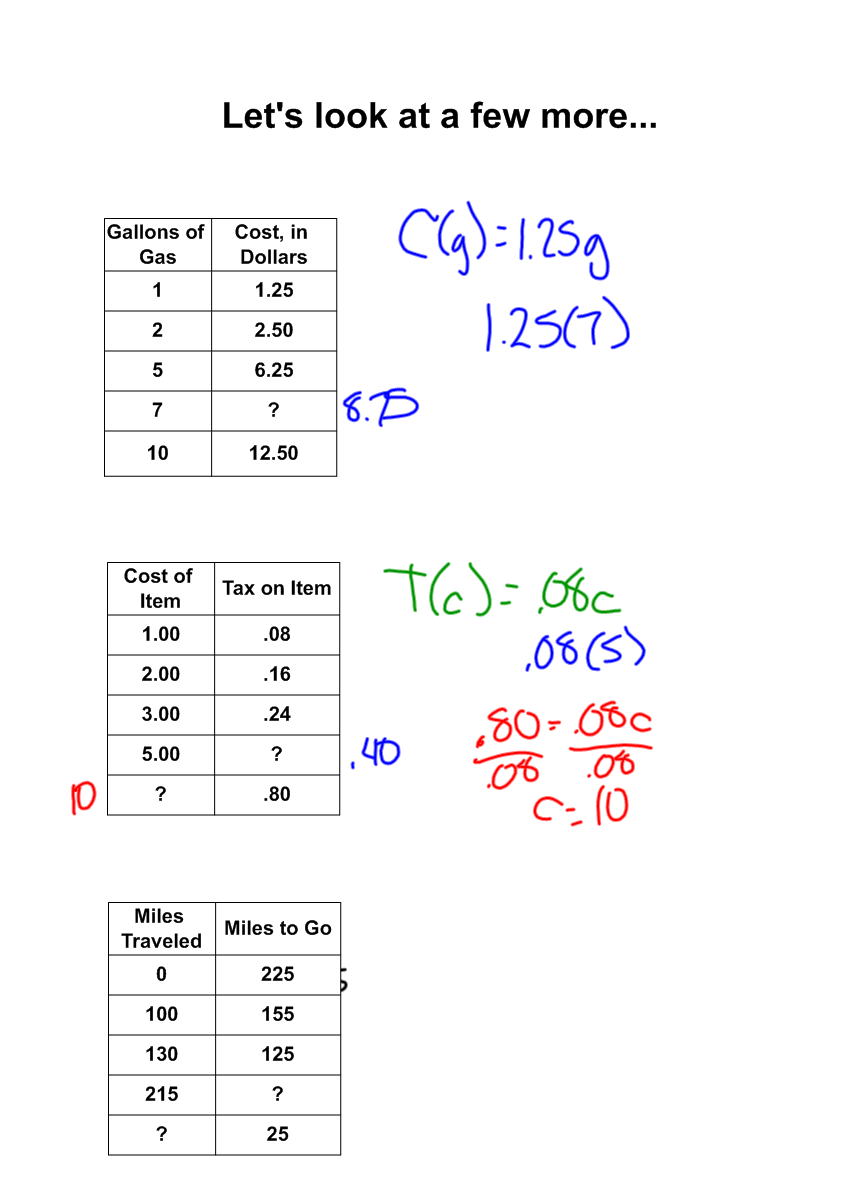 Let's look at a few more...
Gallons of Gas | Cost, in Dollars
C(g)=1.25g
1 | 1.25
1.25(7)
2 | 2.50
5 | 6.25
7 | ? 8.75
10 | 12.50
Cost of Item | Tax on Item
T(c)= .08c
1.00 | .08
.08(5)
2.00 | .16
3.00 | .24
.80 = .08c
5.00 | ? .40
.08 .08
10 ? | .80
c=10
Miles Traveled | Miles to Go
0 | 225
100 | 155
130 | 125
215 | ?
? | 25